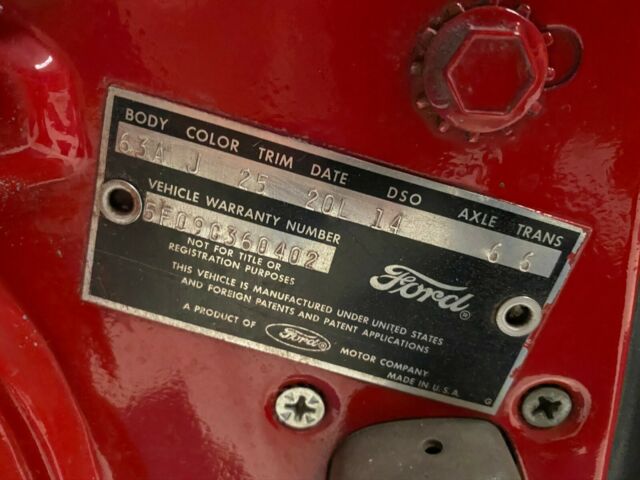 BODY COLOR TRIM DATE DSO AXLE TRANS
63A J 25 20L 14 6 6
VEHICLE WARRANTY NUMBER
5F09C360402
NOT FOR TITLE OR
REGISTRATION PURPOSES
Ford®
THIS VEHICLE IS MANUFACTURED UNDER UNITED STATES
AND FOREIGN PATENTS AND PATENT APPLICATIONS
A PRODUCT OF Ford® MOTOR COMPANY
MADE IN U.S.A. G